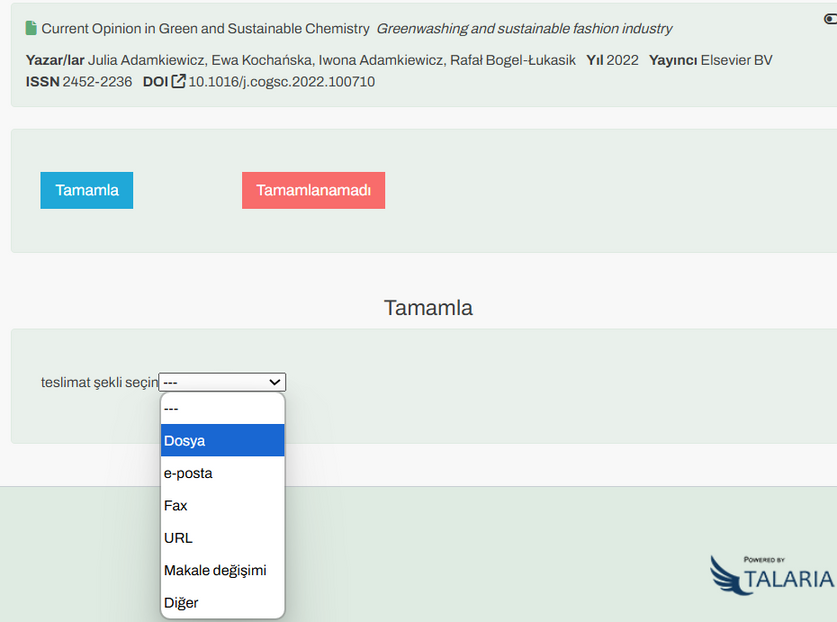 Current Opinion in Green and Sustainable Chemistry Greenwashing and sustainable fashion industry
Yazar/lar Julia Adamkiewicz, Ewa Kochańska, Iwona Adamkiewicz, Rafał Bogel-Łukasik Yıl 2022 Yayıncı Elsevier BV
ISSN 2452-2236 DOI 10.1016/j.cogsc.2022.100710
Tamamla Tamamlanamadı
Tamamla
teslimat şekli seçin ---
---
Dosya
e-posta
Fax
URL
Makale değişimi
Diğer
POWERED BY
TALARIA